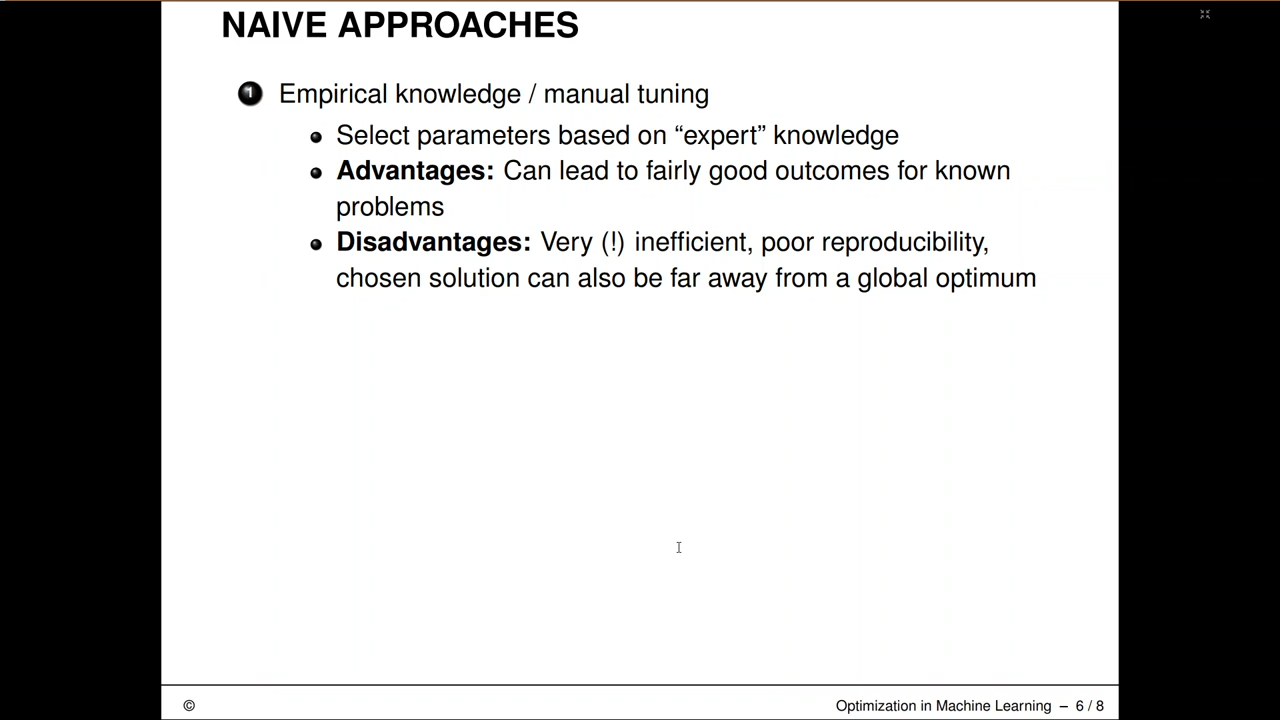 NAIVE APPROACHES
1 Empirical knowledge / manual tuning
• Select parameters based on “expert” knowledge
• Advantages: Can lead to fairly good outcomes for known
problems
• Disadvantages: Very (!) inefficient, poor reproducibility,
chosen solution can also be far away from a global optimum
© Optimization in Machine Learning – 6 / 8